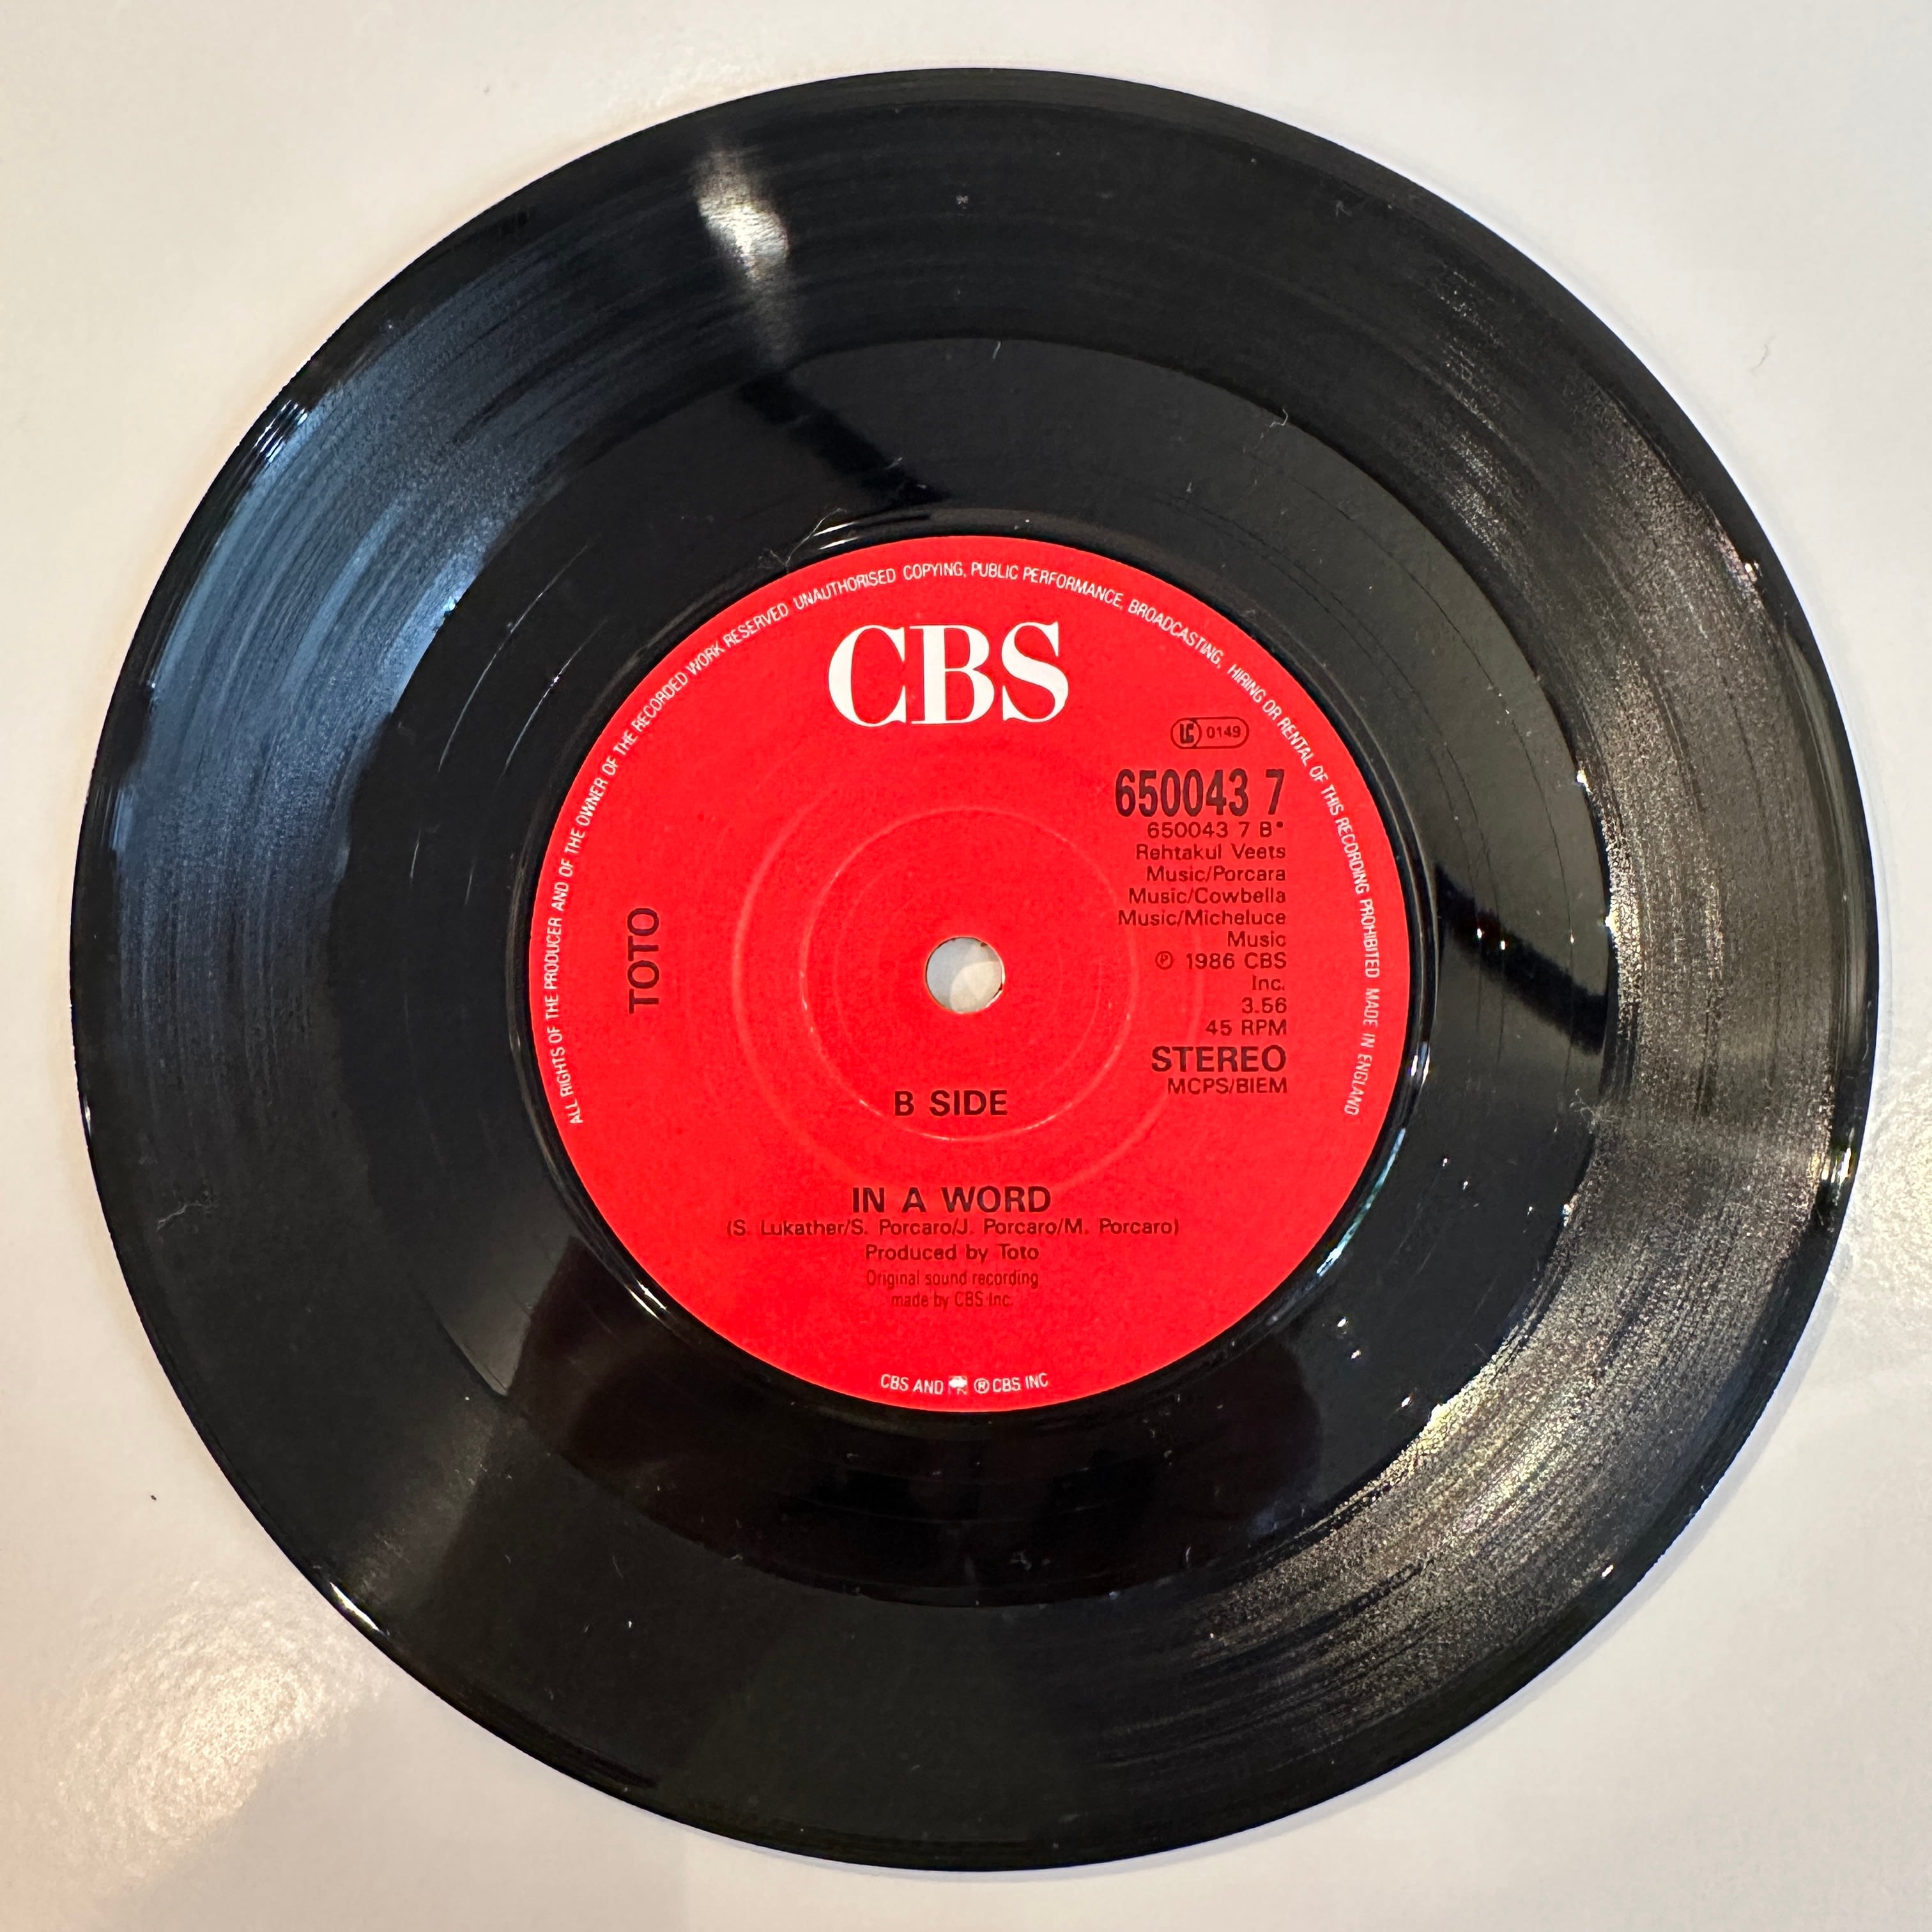 ALL RIGHTS OF THE PRODUCER AND OF THE OWNER OF THE RECORDED WORK RESERVED. UNAUTHORISED COPYING, PUBLIC PERFORMANCE, BROADCASTING, HIRING OR RENTAL OF THIS RECORDING PROHIBITED MADE IN ENGLAND
CBS
LC 0149
650043 7
650043 7 B*
Rehtakul Veets
Music/Porcara
Music/Cowbella
Music/Micheluce
Music
℗ 1986 CBS
Inc.
3.56
45 RPM
STEREO
MCPS/BIEM
TOTO
B SIDE
IN A WORD
(S. Lukather/S. Porcaro/J. Porcaro/M. Porcaro)
Produced by Toto
Original sound recording
made by CBS Inc.
CBS AND ® CBS INC